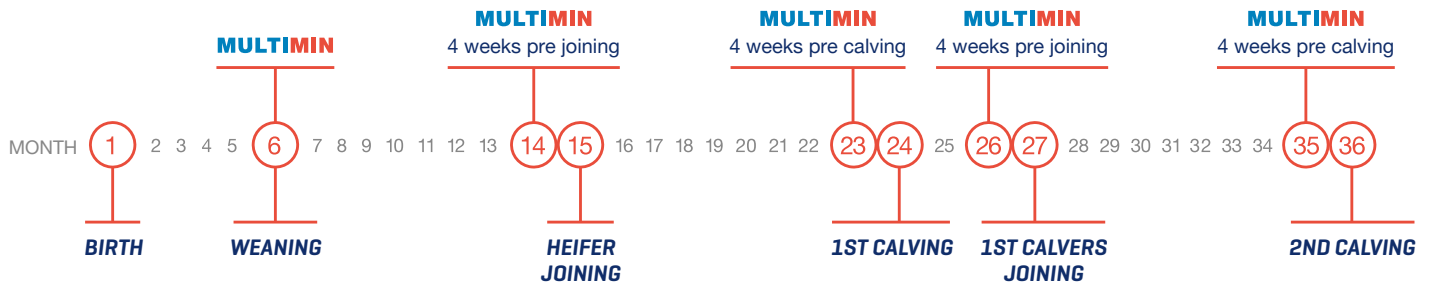 MULTIMIN
4 weeks pre joining
MULTIMIN
4 weeks pre calving
MULTIMIN
4 weeks pre joining
MULTIMIN
4 weeks pre calving
MULTIMIN
MONTH 1 2 3 4 5 6 7 8 9 10 11 12 13 14 15 16 17 18 19 20 21 22 23 24 25 26 27 28 29 30 31 32 33 34 35 36
BIRTH
WEANING
HEIFER
JOINING
1ST CALVING
1ST CALVERS
JOINING
2ND CALVING